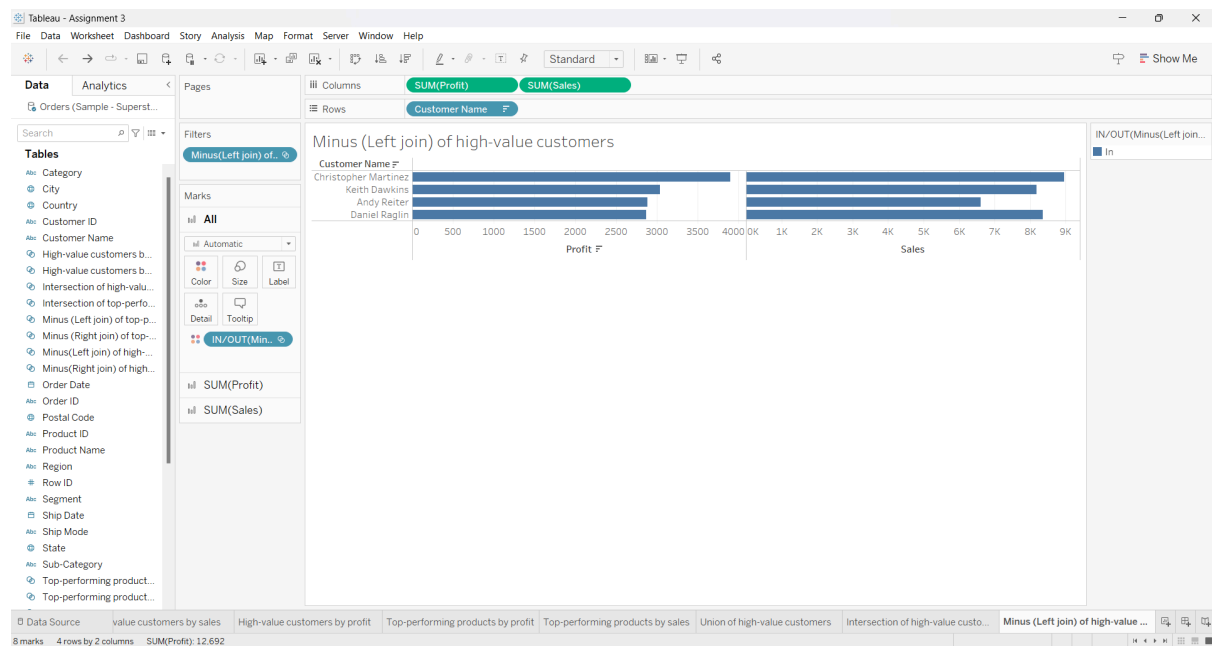 Tableau - Assignment 3
File Data Worksheet Dashboard Story Analysis Map Format Server Window Help
Standard
Show Me
Data Analytics
Orders (Sample - Superst...
Search
Tables
Abc Category
City
Country
Abc Customer ID
Abc Customer Name
High-value customers b...
High-value customers b...
Intersection of high-valu...
Intersection of top-perfo...
Minus (Left join) of top-p...
Minus (Right join) of top-...
Minus(Left join) of high-...
Minus(Right join) of high...
Order Date
Abc Order ID
Postal Code
Abc Product ID
Abc Product Name
Abc Region
# Row ID
Abc Segment
Ship Date
Abc Ship Mode
State
Abc Sub-Category
Top-performing product...
Top-performing product...
Pages
Filters
Minus(Left join) of..
Marks
All
Automatic
Color Size Label
Detail Tooltip
IN/OUT(Min..
SUM(Profit)
SUM(Sales)
Columns SUM(Profit) SUM(Sales)
Rows Customer Name
Minus (Left join) of high-value customers
Customer Name
Christopher Martinez
Keith Dawkins
Andy Reiter
Daniel Raglin
0 500 1000 1500 2000 2500 3000 3500 4000 0K 1K 2K 3K 4K 5K 6K 7K 8K 9K
Profit Sales
IN/OUT(Minus(Left join...
In
Data Source value customers by sales High-value customers by profit Top-performing products by profit Top-performing products by sales Union of high-value customers Intersection of high-value custo... Minus (Left join) of high-value ...
8 marks 4 rows by 2 columns SUM(Profit): 12.692